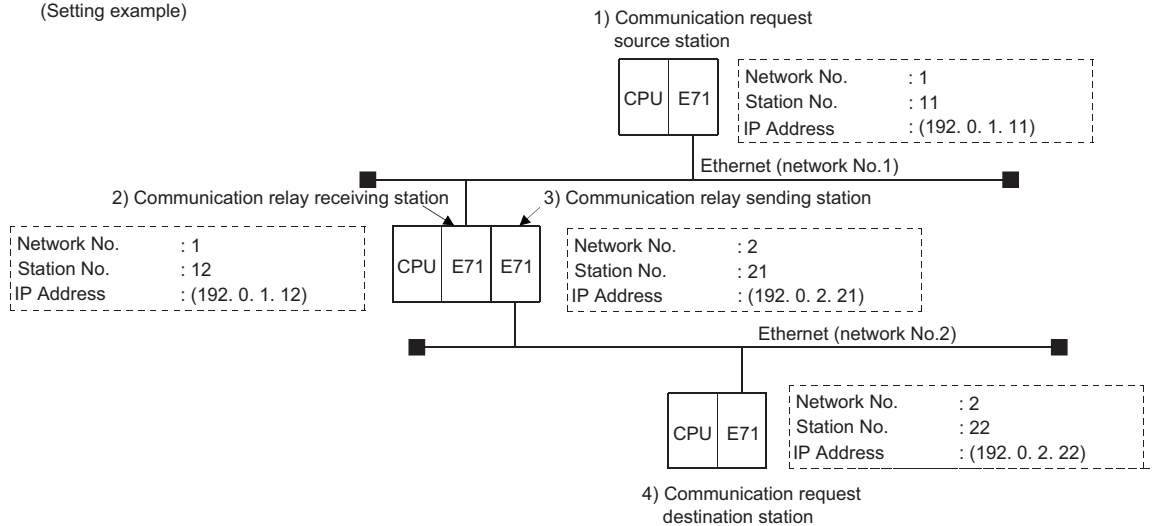 (Setting example)
1) Communication request
source station
CPU E71
Network No. : 1
Station No. : 11
IP Address : (192. 0. 1. 11)
Ethernet (network No.1)
2) Communication relay receiving station
3) Communication relay sending station
Network No. : 1
Station No. : 12
IP Address : (192. 0. 1. 12)
CPU E71 E71
Network No. : 2
Station No. : 21
IP Address : (192. 0. 2. 21)
Ethernet (network No.2)
CPU E71
Network No. : 2
Station No. : 22
IP Address : (192. 0. 2. 22)
4) Communication request
destination station